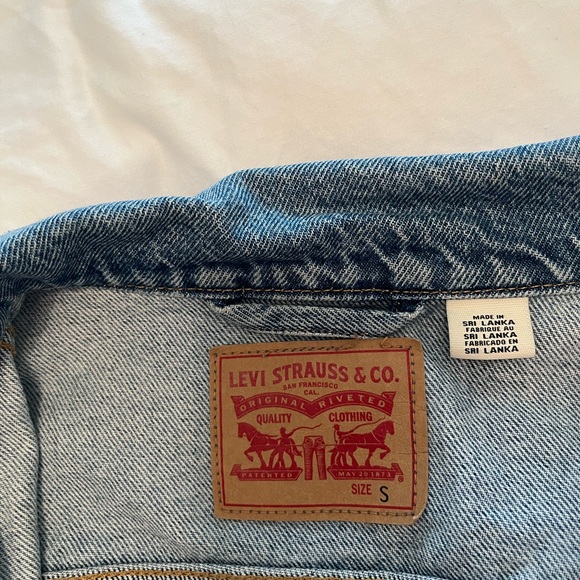 LEVI STRAUSS & CO.
SAN FRANCISCO
CAL.
ORIGINAL RIVETED
QUALITY CLOTHING
PATENTED MAY 20 1873
®
SIZE S
MADE IN
SRI LANKA
FABRIQUE AU
SRI LANKA
FABRICADO EN
SRI LANKA